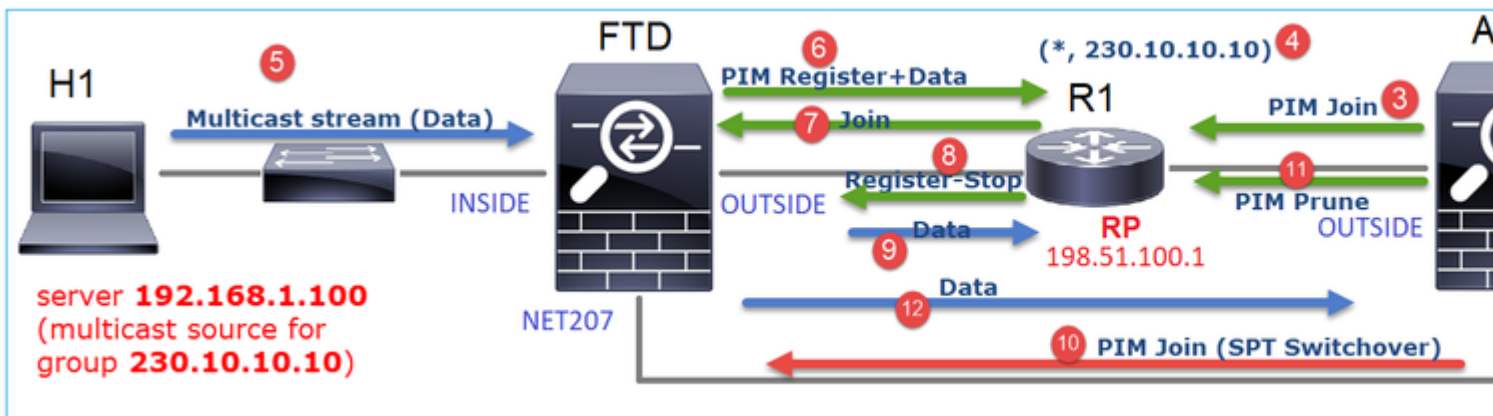 FTD
A
5
6
(*, 230.10.10.10) 4
H1
PIM Register+Data
R1
PIM Join 3
Multicast stream (Data)
7 Join
8
11
INSIDE
OUTSIDE
Register-Stop
PIM Prune
OUTSIDE
RP
9 Data
198.51.100.1
server 192.168.1.100
(multicast source for
group 230.10.10.10)
NET207
12 Data
10 PIM Join (SPT Switchover)